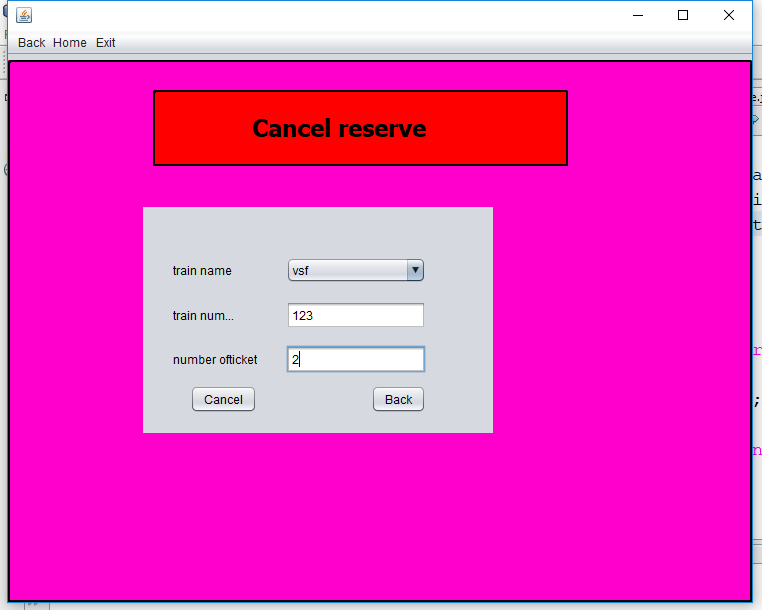 Back Home Exit
Cancel reserve
train name vsf
train num... 123
number ofticket 2
Cancel Back